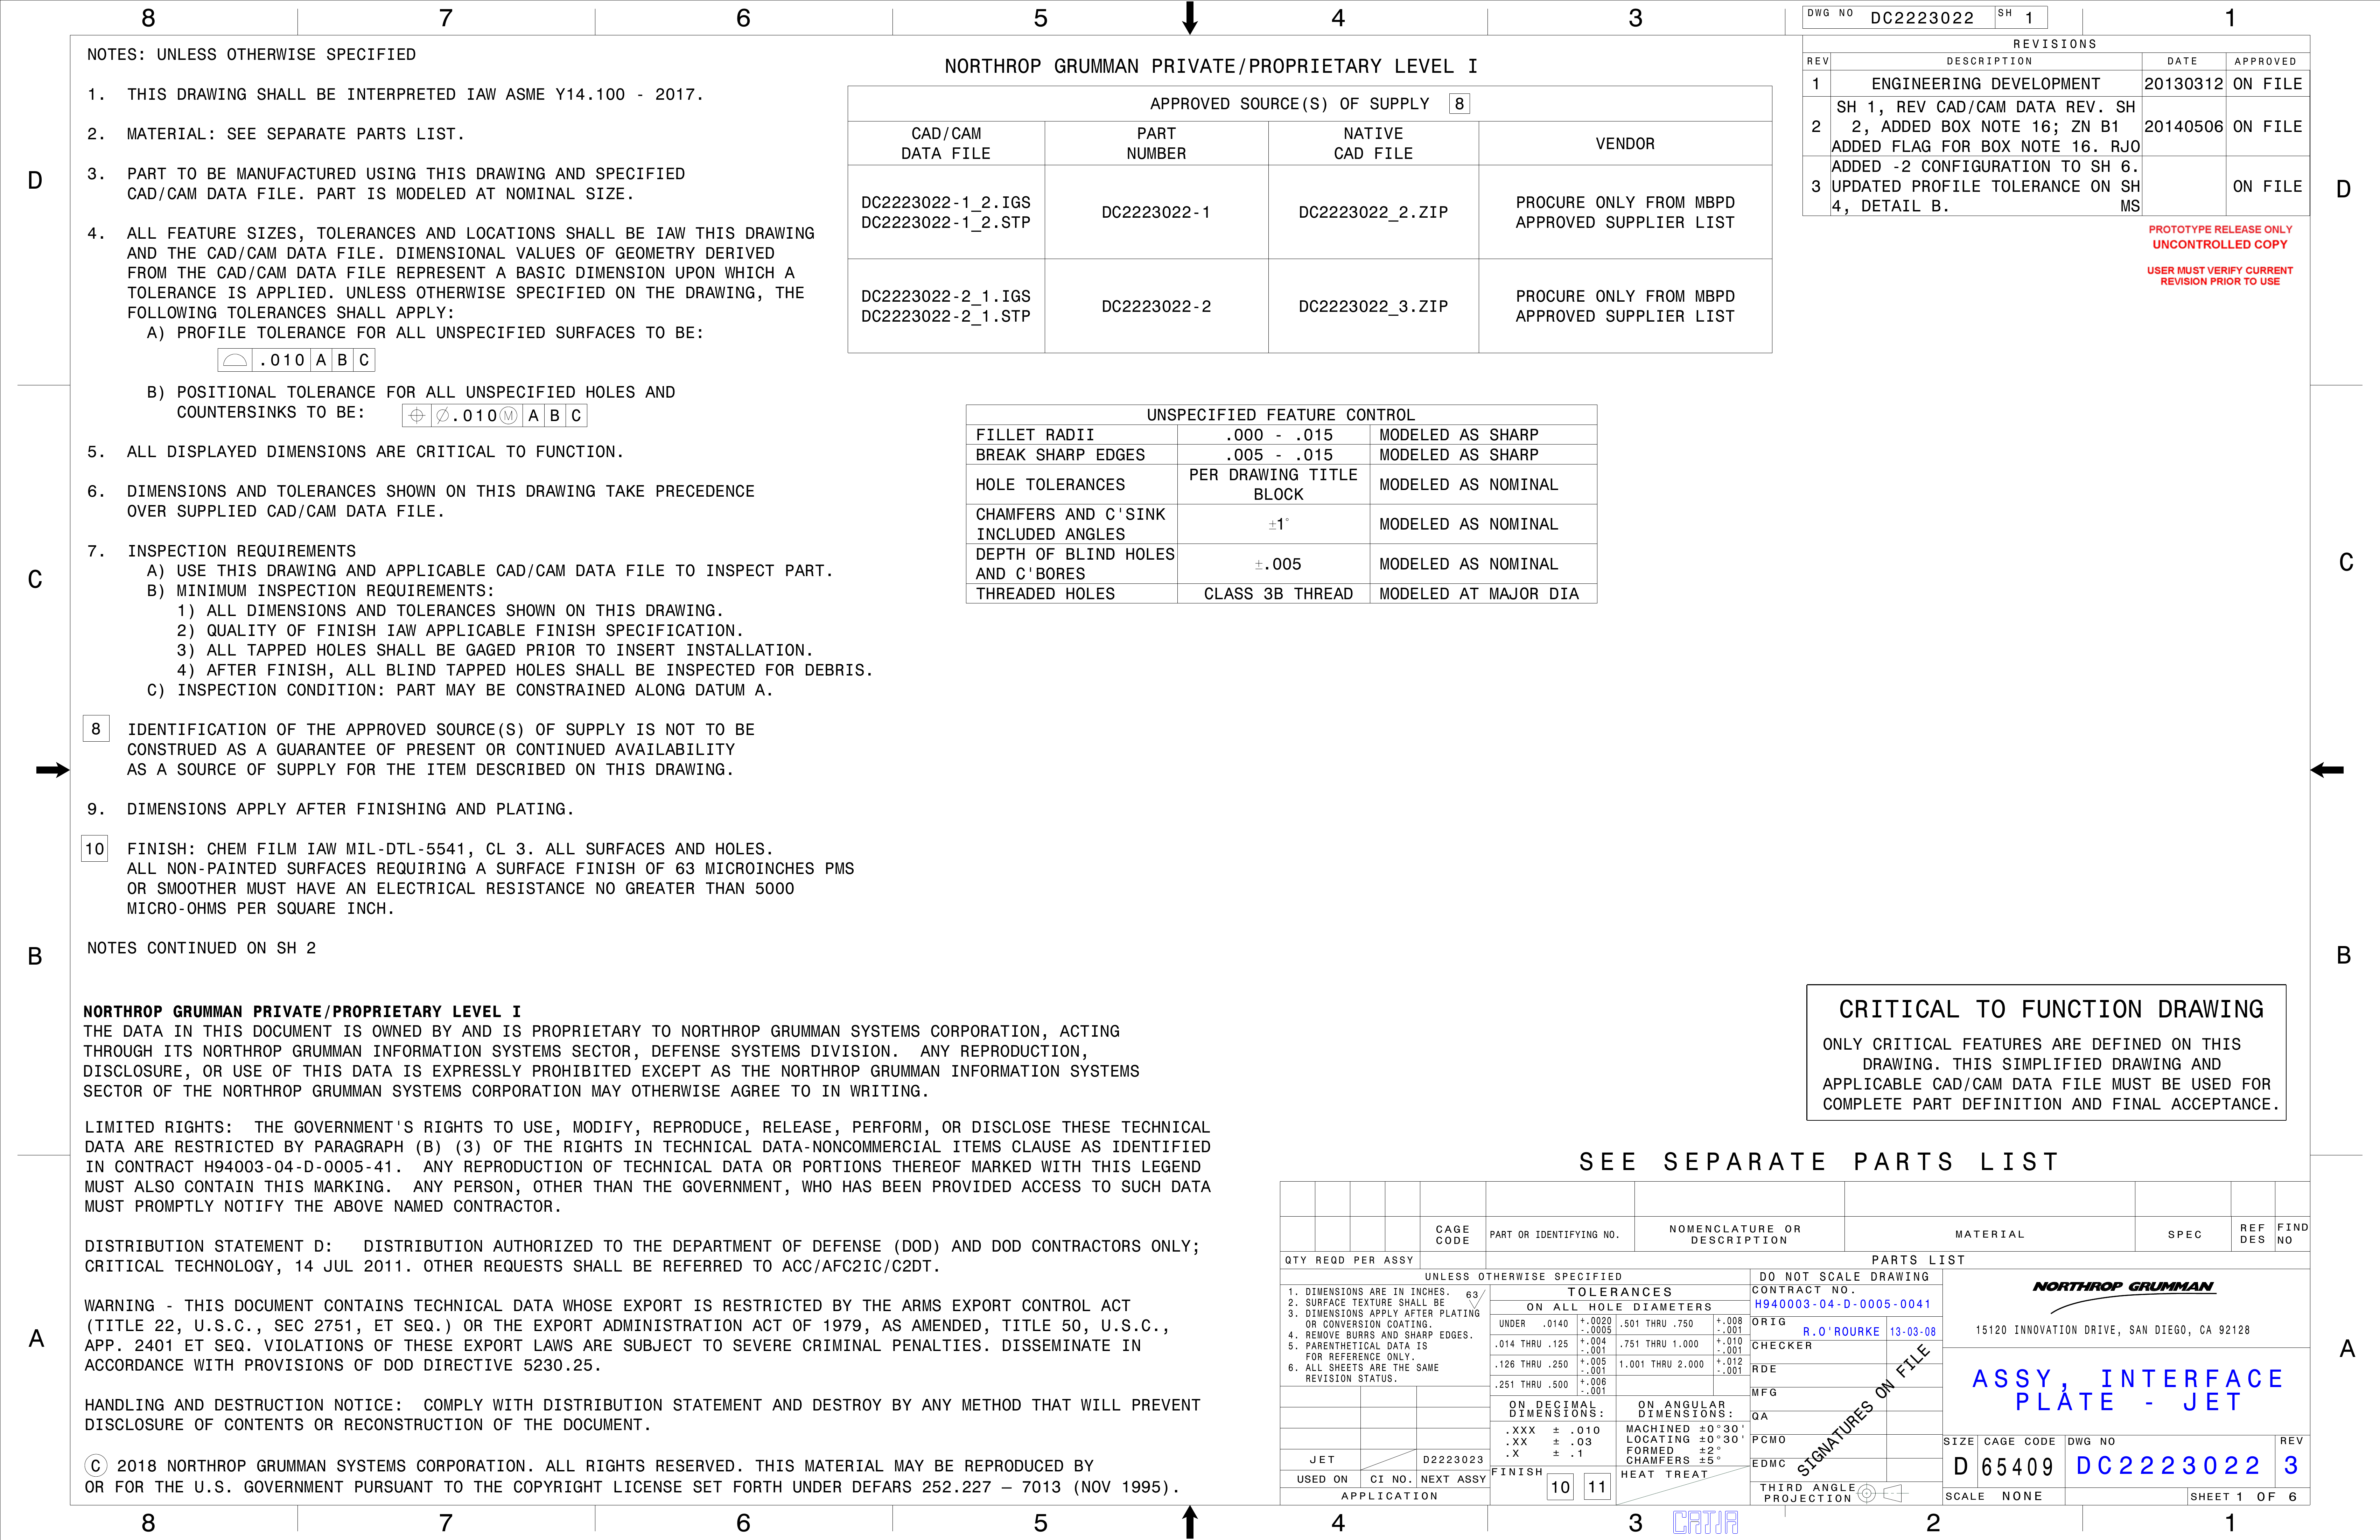 8 7 6 5 4 3 1
DWG NO DC2223022 SH 1
NOTES: UNLESS OTHERWISE SPECIFIED
1. THIS DRAWING SHALL BE INTERPRETED IAW ASME Y14.100 - 2017.
2. MATERIAL: SEE SEPARATE PARTS LIST.
3. PART TO BE MANUFACTURED USING THIS DRAWING AND SPECIFIED
CAD/CAM DATA FILE. PART IS MODELED AT NOMINAL SIZE.
4. ALL FEATURE SIZES, TOLERANCES AND LOCATIONS SHALL BE IAW THIS DRAWING
AND THE CAD/CAM DATA FILE. DIMENSIONAL VALUES OF GEOMETRY DERIVED
FROM THE CAD/CAM DATA FILE REPRESENT A BASIC DIMENSION UPON WHICH A
TOLERANCE IS APPLIED. UNLESS OTHERWISE SPECIFIED ON THE DRAWING, THE
FOLLOWING TOLERANCES SHALL APPLY:
A) PROFILE TOLERANCE FOR ALL UNSPECIFIED SURFACES TO BE:
⌓ .010 A B C
B) POSITIONAL TOLERANCE FOR ALL UNSPECIFIED HOLES AND
COUNTERSINKS TO BE: ⌖ ∅.010Ⓜ A B C
5. ALL DISPLAYED DIMENSIONS ARE CRITICAL TO FUNCTION.
6. DIMENSIONS AND TOLERANCES SHOWN ON THIS DRAWING TAKE PRECEDENCE
OVER SUPPLIED CAD/CAM DATA FILE.
7. INSPECTION REQUIREMENTS
A) USE THIS DRAWING AND APPLICABLE CAD/CAM DATA FILE TO INSPECT PART.
B) MINIMUM INSPECTION REQUIREMENTS:
1) ALL DIMENSIONS AND TOLERANCES SHOWN ON THIS DRAWING.
2) QUALITY OF FINISH IAW APPLICABLE FINISH SPECIFICATION.
3) ALL TAPPED HOLES SHALL BE GAGED PRIOR TO INSERT INSTALLATION.
4) AFTER FINISH, ALL BLIND TAPPED HOLES SHALL BE INSPECTED FOR DEBRIS.
C) INSPECTION CONDITION: PART MAY BE CONSTRAINED ALONG DATUM A.
8 IDENTIFICATION OF THE APPROVED SOURCE(S) OF SUPPLY IS NOT TO BE
CONSTRUED AS A GUARANTEE OF PRESENT OR CONTINUED AVAILABILITY
AS A SOURCE OF SUPPLY FOR THE ITEM DESCRIBED ON THIS DRAWING.
9. DIMENSIONS APPLY AFTER FINISHING AND PLATING.
10 FINISH: CHEM FILM IAW MIL-DTL-5541, CL 3. ALL SURFACES AND HOLES.
ALL NON-PAINTED SURFACES REQUIRING A SURFACE FINISH OF 63 MICROINCHES PMS
OR SMOOTHER MUST HAVE AN ELECTRICAL RESISTANCE NO GREATER THAN 5000
MICRO-OHMS PER SQUARE INCH.
NOTES CONTINUED ON SH 2
NORTHROP GRUMMAN PRIVATE/PROPRIETARY LEVEL I
APPROVED SOURCE(S) OF SUPPLY 8
CAD/CAM DATA FILE PART NUMBER NATIVE CAD FILE VENDOR
DC2223022-1_2.IGS DC2223022-1_2.STP DC2223022-1 DC2223022_2.ZIP PROCURE ONLY FROM MBPD APPROVED SUPPLIER LIST
DC2223022-2_1.IGS DC2223022-2_1.STP DC2223022-2 DC2223022_3.ZIP PROCURE ONLY FROM MBPD APPROVED SUPPLIER LIST
UNSPECIFIED FEATURE CONTROL
FILLET RADII .000 - .015 MODELED AS SHARP
BREAK SHARP EDGES .005 - .015 MODELED AS SHARP
HOLE TOLERANCES PER DRAWING TITLE BLOCK MODELED AS NOMINAL
CHAMFERS AND C'SINK INCLUDED ANGLES ±1° MODELED AS NOMINAL
DEPTH OF BLIND HOLES AND C'BORES ±.005 MODELED AS NOMINAL
THREADED HOLES CLASS 3B THREAD MODELED AT MAJOR DIA
REVISIONS
REV DESCRIPTION DATE APPROVED
1 ENGINEERING DEVELOPMENT 20130312 ON FILE
SH 1, REV CAD/CAM DATA REV. SH
2 2, ADDED BOX NOTE 16; ZN B1 20140506 ON FILE
ADDED FLAG FOR BOX NOTE 16. RJO
ADDED -2 CONFIGURATION TO SH 6.
3 UPDATED PROFILE TOLERANCE ON SH ON FILE
4, DETAIL B. MS
PROTOTYPE RELEASE ONLY
UNCONTROLLED COPY
USER MUST VERIFY CURRENT
REVISION PRIOR TO USE
D D
C C
B B
A A
NORTHROP GRUMMAN PRIVATE/PROPRIETARY LEVEL I
THE DATA IN THIS DOCUMENT IS OWNED BY AND IS PROPRIETARY TO NORTHROP GRUMMAN SYSTEMS CORPORATION, ACTING
THROUGH ITS NORTHROP GRUMMAN INFORMATION SYSTEMS SECTOR, DEFENSE SYSTEMS DIVISION. ANY REPRODUCTION,
DISCLOSURE, OR USE OF THIS DATA IS EXPRESSLY PROHIBITED EXCEPT AS THE NORTHROP GRUMMAN INFORMATION SYSTEMS
SECTOR OF THE NORTHROP GRUMMAN SYSTEMS CORPORATION MAY OTHERWISE AGREE TO IN WRITING.
LIMITED RIGHTS: THE GOVERNMENT'S RIGHTS TO USE, MODIFY, REPRODUCE, RELEASE, PERFORM, OR DISCLOSE THESE TECHNICAL
DATA ARE RESTRICTED BY PARAGRAPH (B) (3) OF THE RIGHTS IN TECHNICAL DATA-NONCOMMERCIAL ITEMS CLAUSE AS IDENTIFIED
IN CONTRACT H94003-04-D-0005-41. ANY REPRODUCTION OF TECHNICAL DATA OR PORTIONS THEREOF MARKED WITH THIS LEGEND
MUST ALSO CONTAIN THIS MARKING. ANY PERSON, OTHER THAN THE GOVERNMENT, WHO HAS BEEN PROVIDED ACCESS TO SUCH DATA
MUST PROMPTLY NOTIFY THE ABOVE NAMED CONTRACTOR.
DISTRIBUTION STATEMENT D: DISTRIBUTION AUTHORIZED TO THE DEPARTMENT OF DEFENSE (DOD) AND DOD CONTRACTORS ONLY;
CRITICAL TECHNOLOGY, 14 JUL 2011. OTHER REQUESTS SHALL BE REFERRED TO ACC/AFC2IC/C2DT.
WARNING - THIS DOCUMENT CONTAINS TECHNICAL DATA WHOSE EXPORT IS RESTRICTED BY THE ARMS EXPORT CONTROL ACT
(TITLE 22, U.S.C., SEC 2751, ET SEQ.) OR THE EXPORT ADMINISTRATION ACT OF 1979, AS AMENDED, TITLE 50, U.S.C.,
APP. 2401 ET SEQ. VIOLATIONS OF THESE EXPORT LAWS ARE SUBJECT TO SEVERE CRIMINAL PENALTIES. DISSEMINATE IN
ACCORDANCE WITH PROVISIONS OF DOD DIRECTIVE 5230.25.
HANDLING AND DESTRUCTION NOTICE: COMPLY WITH DISTRIBUTION STATEMENT AND DESTROY BY ANY METHOD THAT WILL PREVENT
DISCLOSURE OF CONTENTS OR RECONSTRUCTION OF THE DOCUMENT.
© 2018 NORTHROP GRUMMAN SYSTEMS CORPORATION. ALL RIGHTS RESERVED. THIS MATERIAL MAY BE REPRODUCED BY
OR FOR THE U.S. GOVERNMENT PURSUANT TO THE COPYRIGHT LICENSE SET FORTH UNDER DEFARS 252.227 – 7013 (NOV 1995).
CRITICAL TO FUNCTION DRAWING
ONLY CRITICAL FEATURES ARE DEFINED ON THIS
DRAWING. THIS SIMPLIFIED DRAWING AND
APPLICABLE CAD/CAM DATA FILE MUST BE USED FOR
COMPLETE PART DEFINITION AND FINAL ACCEPTANCE.
SEE SEPARATE PARTS LIST
QTY REQD PER ASSY CAGE CODE PART OR IDENTIFYING NO. NOMENCLATURE OR DESCRIPTION MATERIAL SPEC REF DES FIND NO
PARTS LIST
UNLESS OTHERWISE SPECIFIED
1. DIMENSIONS ARE IN INCHES.
2. SURFACE TEXTURE SHALL BE 63
3. DIMENSIONS APPLY AFTER PLATING
OR CONVERSION COATING.
4. REMOVE BURRS AND SHARP EDGES.
5. PARENTHETICAL DATA IS
FOR REFERENCE ONLY.
6. ALL SHEETS ARE THE SAME
REVISION STATUS.
TOLERANCES
ON ALL HOLE DIAMETERS
UNDER .0140 +.0020 -.0005 .501 THRU .750 +.008 -.001
.014 THRU .125 +.004 -.001 .751 THRU 1.000 +.010 -.001
.126 THRU .250 +.005 -.001 1.001 THRU 2.000 +.012 -.001
.251 THRU .500 +.006 -.001
ON DECIMAL DIMENSIONS:
.XXX ± .010
.XX ± .03
.X ± .1
ON ANGULAR DIMENSIONS:
MACHINED ±0°30'
LOCATING ±0°30'
FORMED ±2°
CHAMFERS ±5°
FINISH 10 11
HEAT TREAT
JET D2223023
USED ON CI NO. NEXT ASSY
APPLICATION
DO NOT SCALE DRAWING
CONTRACT NO.
H940003-04-D-0005-0041
ORIG R.O'ROURKE 13-03-08
CHECKER
RDE
MFG
QA
PCMO
EDMC
SIGNATURES ON FILE
THIRD ANGLE PROJECTION
NORTHROP GRUMMAN
15120 INNOVATION DRIVE, SAN DIEGO, CA 92128
ASSY, INTERFACE
PLATE - JET
SIZE CAGE CODE DWG NO REV
D 65409 DC2223022 3
SCALE NONE SHEET 1 OF 6
8 7 6 5 4 3 CATIA 2 1